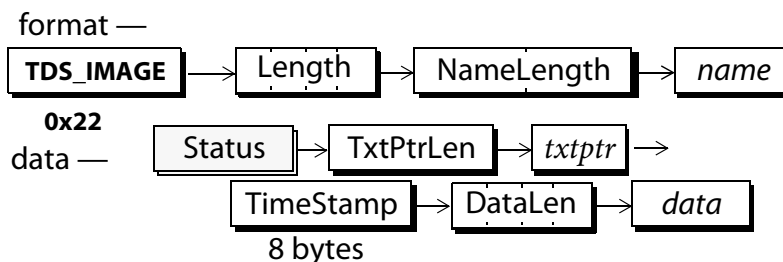 format —
TDS_IMAGE Length NameLength name
0x22
data — Status TxtPtrLen txtptr
TimeStamp DataLen data
8 bytes